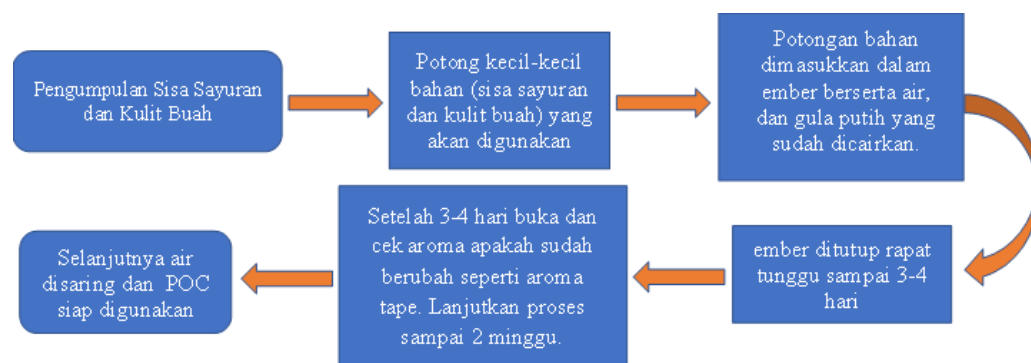 Pengumpulan Sisa Sayuran
dan Kulit Buah
Potong kecil-kecil
bahan (sisa sayuran
dan kulit buah) yang
akan digunakan
Potongan bahan
dimasukkan dalam
ember berserta air,
dan gula putih yang
sudah dicairkan.
ember ditutup rapat
tunggu sampai 3-4
hari
Setelah 3-4 hari buka dan
cek aroma apakah sudah
berubah seperti aroma
tape. Lanjutkan proses
sampai 2 minggu.
Selanjutnya air
disaring dan POC
siap digunakan